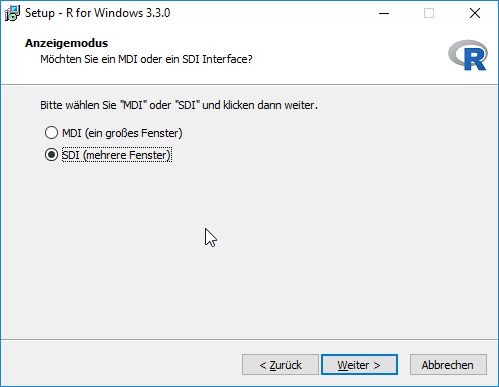 Setup - R for Windows 3.3.0
Anzeigemodus
Möchten Sie ein MDI oder ein SDI Interface?
R
Bitte wählen Sie "MDI" oder "SDI" und klicken dann weiter.
MDI (ein großes Fenster)
SDI (mehrere Fenster)
< Zurück
Weiter >
Abbrechen